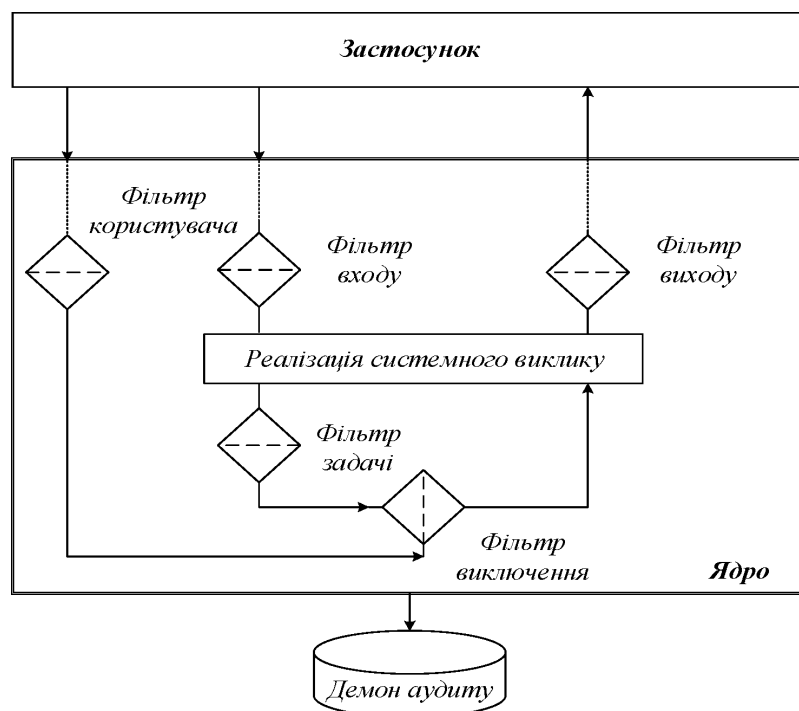 Застосунок
Фільтр
користувача
Фільтр
входу
Фільтр
виходу
Реалізація системного виклику
Фільтр
задачі
Фільтр
виключення
Ядро
Демон аудиту